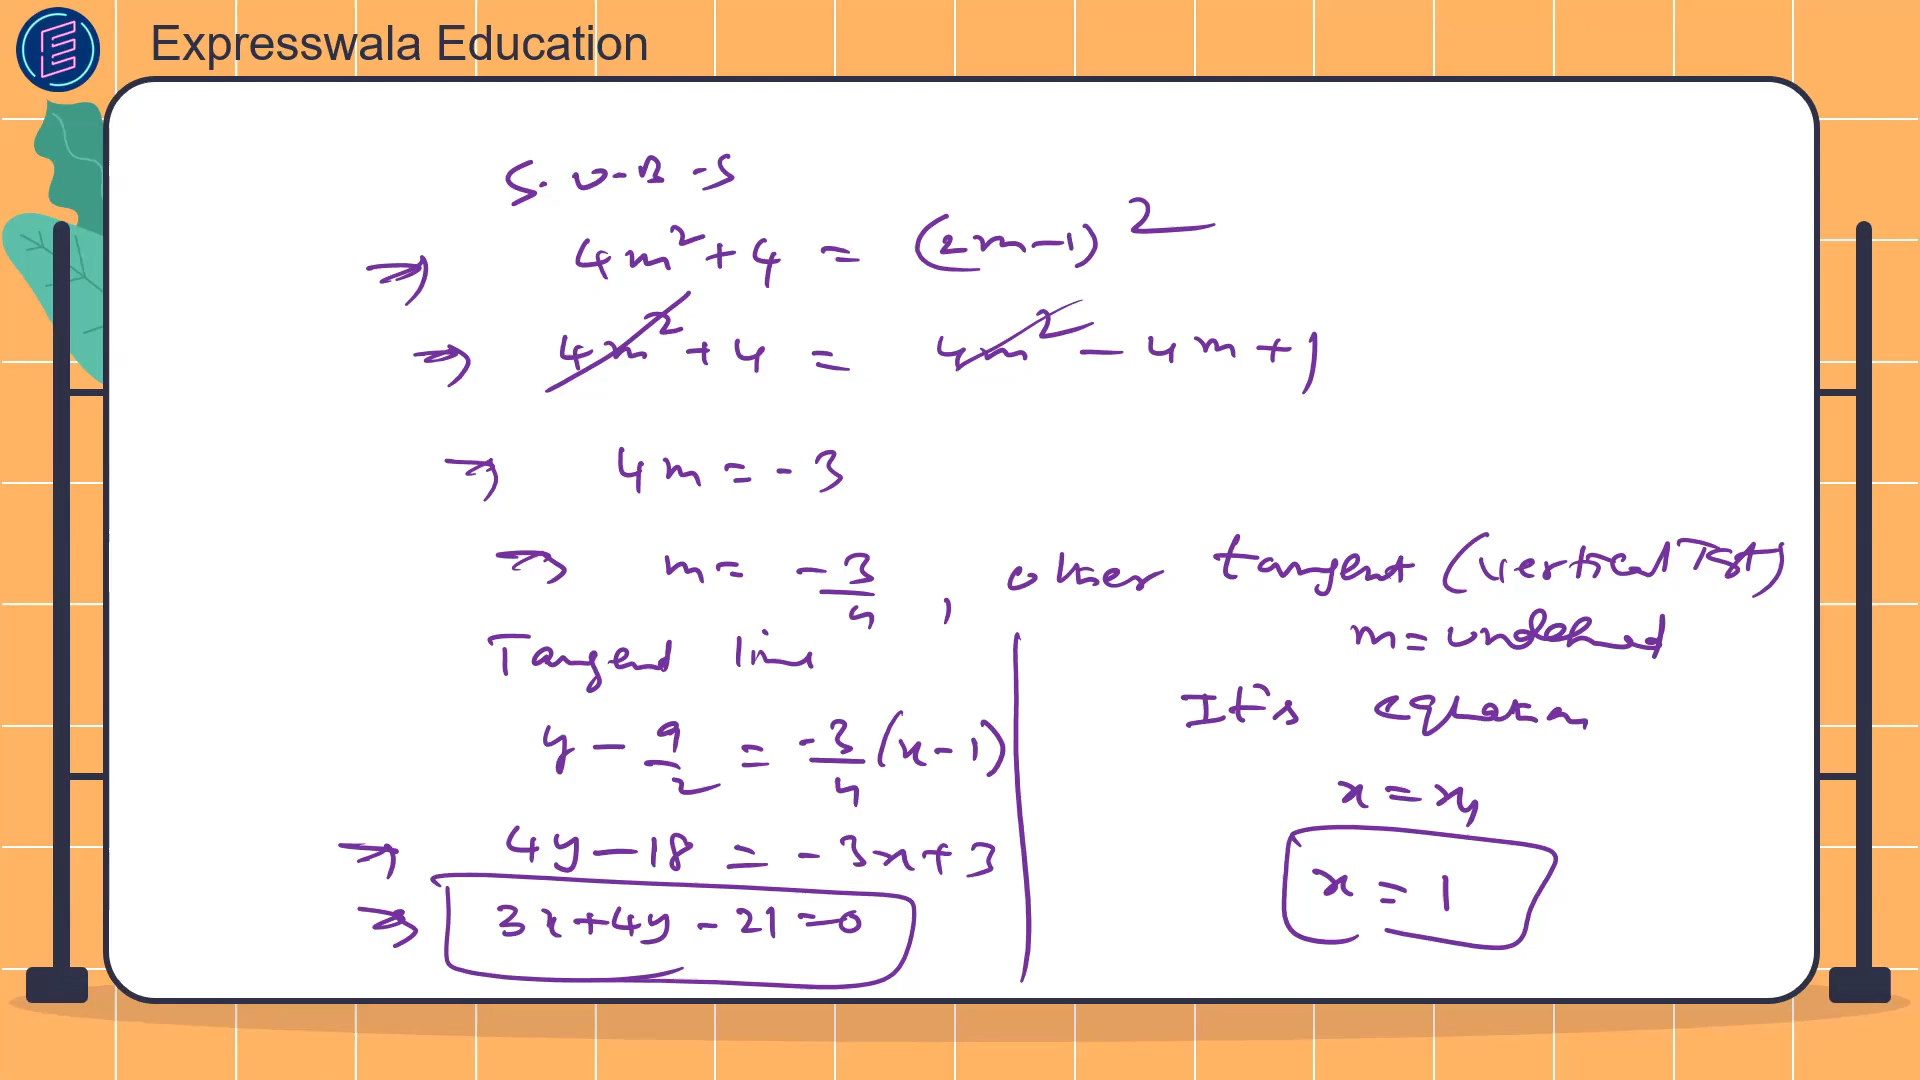 Expresswala Education
S.O.B.S
⇒ 4m² + 4 = (2m-1)²
⇒ 4m² + 4 = 4m² - 4m + 1
⇒ 4m = -3
⇒ m = -3/4 , other tangent (vertical Tgt)
m = undefined
Tangent line
It's equation
y - 9/2 = -3/4 (x-1)
x = x₁
⇒ 4y - 18 = -3x + 3
x = 1
⇒ 3x + 4y - 21 = 0